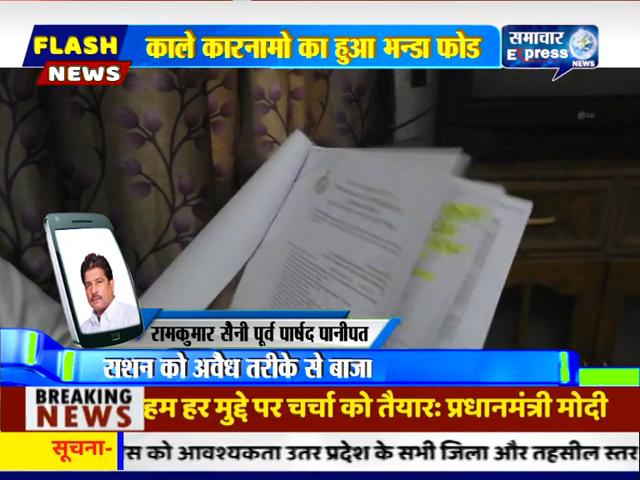 FLASH
NEWS
काले कारनामो का हुआ भन्डा फोड
समाचार
Express
NEWS
LG
रामकुमार सैनी पूर्व पार्षद पानीपत
राशन को अवैध तरीके से बाजा
BREAKING
NEWS
हम हर मुद्दे पर चर्चा को तैयार: प्रधानमंत्री मोदी
सूचना-
स को आवश्यकता उत्तर प्रदेश के सभी जिला और तहसील स्तर